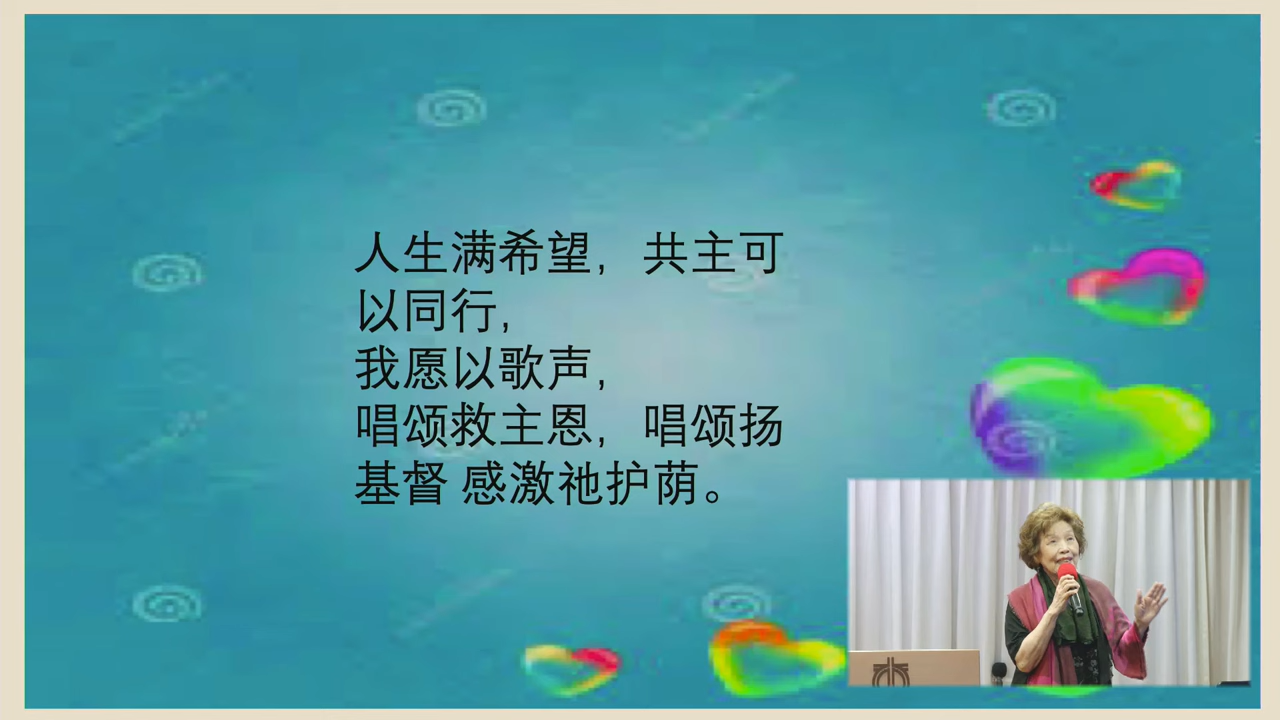 人生满希望，共主可
以同行，
我愿以歌声，
唱颂救主恩，唱颂扬
基督 感激祂护荫。